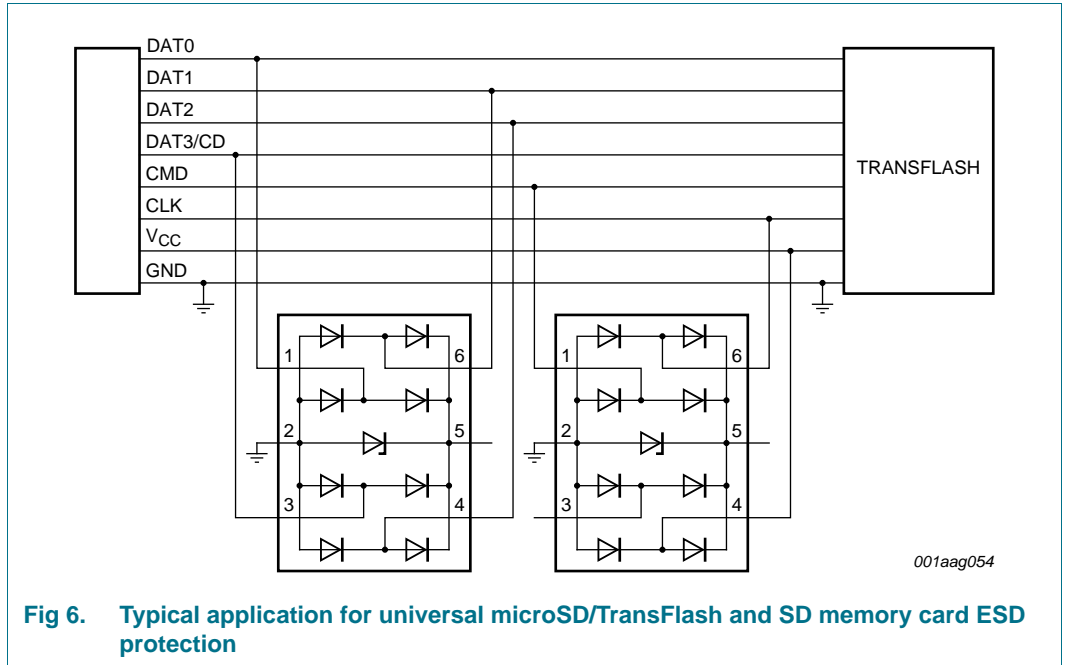 DAT0
DAT1
DAT2
DAT3/CD
CMD
CLK
VCC
GND
TRANSFLASH
1
6
2
5
3
4
1
6
2
5
3
4
001aag054
Fig 6. Typical application for universal microSD/TransFlash and SD memory card ESD
protection